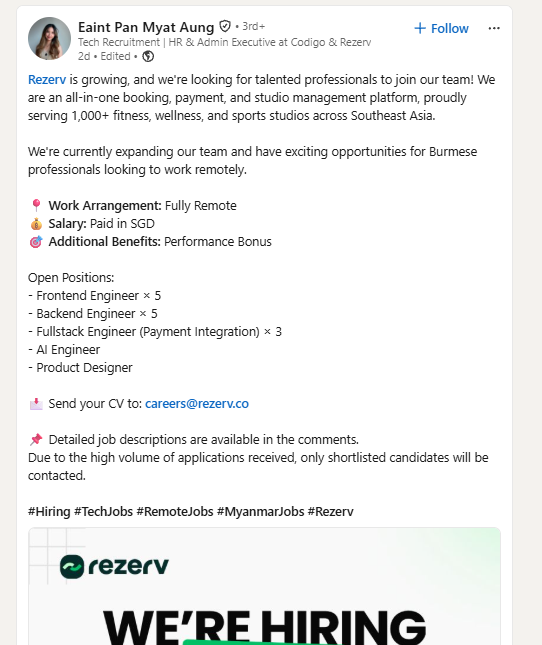 Eaint Pan Myat Aung • 3rd+
+ Follow
...
Tech Recruitment | HR & Admin Executive at Codigo & Rezerv
2d • Edited •
Rezerv is growing, and we're looking for talented professionals to join our team! We
are an all-in-one booking, payment, and studio management platform, proudly
serving 1,000+ fitness, wellness, and sports studios across Southeast Asia.
We're currently expanding our team and have exciting opportunities for Burmese
professionals looking to work remotely.
📍 Work Arrangement: Fully Remote
💰 Salary: Paid in SGD
🎯 Additional Benefits: Performance Bonus
Open Positions:
- Frontend Engineer × 5
- Backend Engineer × 5
- Fullstack Engineer (Payment Integration) × 3
- AI Engineer
- Product Designer
📩 Send your CV to: careers@rezerv.co
📌 Detailed job descriptions are available in the comments.
Due to the high volume of applications received, only shortlisted candidates will be
contacted.
#Hiring #TechJobs #RemoteJobs #MyanmarJobs #Rezerv
rezerv
WE'RE HIRING